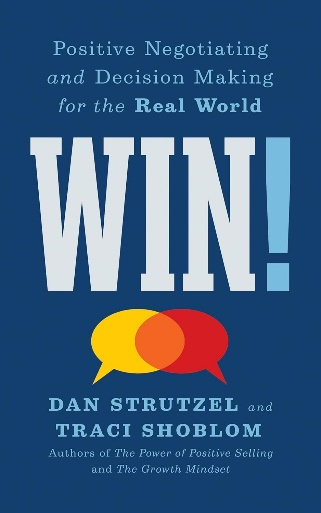 Positive Negotiating
and Decision Making
for the Real World
WIN!
DAN STRUTZEL and
TRACI SHOBLOM
Authors of The Power of Positive Selling
and The Growth Mindset